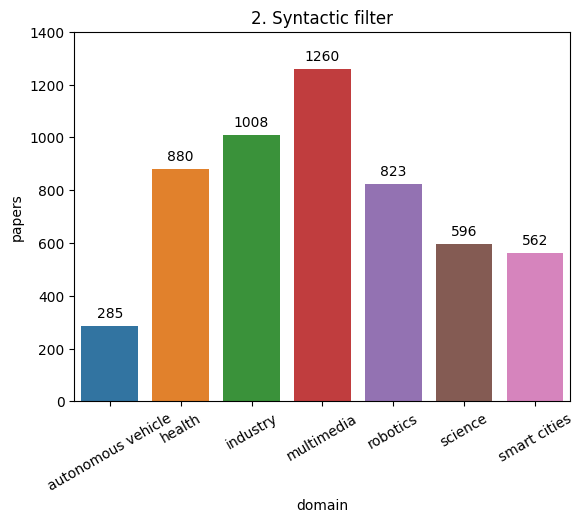 2. Syntactic filter
papers
1400
1200
1000
800
600
400
200
0
285
880
1008
1260
823
596
562
autonomous vehicle
health
industry
multimedia
robotics
science
smart cities
domain